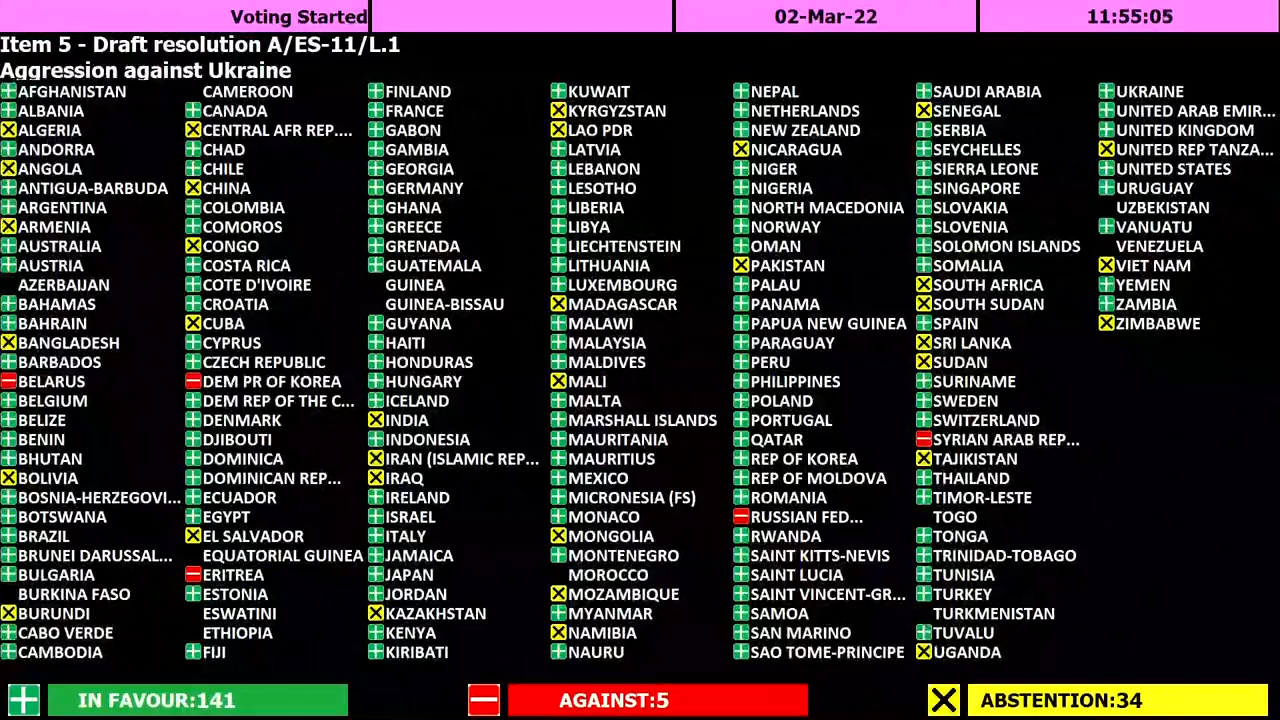 Voting Started 02-Mar-22 11:55:05
Item 5 - Draft resolution A/ES-11/L.1
Aggression against Ukraine
AFGHANISTAN
ALBANIA
ALGERIA
ANDORRA
ANGOLA
ANTIGUA-BARBUDA
ARGENTINA
ARMENIA
AUSTRALIA
AUSTRIA
AZERBAIJAN
BAHAMAS
BAHRAIN
BANGLADESH
BARBADOS
BELARUS
BELGIUM
BELIZE
BENIN
BHUTAN
BOLIVIA
BOSNIA-HERZEGOVI...
BOTSWANA
BRAZIL
BRUNEI DARUSSAL...
BULGARIA
BURKINA FASO
BURUNDI
CABO VERDE
CAMBODIA
CAMEROON
CANADA
CENTRAL AFR REP....
CHAD
CHILE
CHINA
COLOMBIA
COMOROS
CONGO
COSTA RICA
COTE D'IVOIRE
CROATIA
CUBA
CYPRUS
CZECH REPUBLIC
DEM PR OF KOREA
DEM REP OF THE C...
DENMARK
DJIBOUTI
DOMINICA
DOMINICAN REP...
ECUADOR
EGYPT
EL SALVADOR
EQUATORIAL GUINEA
ERITREA
ESTONIA
ESWATINI
ETHIOPIA
FIJI
FINLAND
FRANCE
GABON
GAMBIA
GEORGIA
GERMANY
GHANA
GREECE
GRENADA
GUATEMALA
GUINEA
GUINEA-BISSAU
GUYANA
HAITI
HONDURAS
HUNGARY
ICELAND
INDIA
INDONESIA
IRAN (ISLAMIC REP...
IRAQ
IRELAND
ISRAEL
ITALY
JAMAICA
JAPAN
JORDAN
KAZAKHSTAN
KENYA
KIRIBATI
KUWAIT
KYRGYZSTAN
LAO PDR
LATVIA
LEBANON
LESOTHO
LIBERIA
LIBYA
LIECHTENSTEIN
LITHUANIA
LUXEMBOURG
MADAGASCAR
MALAWI
MALAYSIA
MALDIVES
MALI
MALTA
MARSHALL ISLANDS
MAURITANIA
MAURITIUS
MEXICO
MICRONESIA (FS)
MONACO
MONGOLIA
MONTENEGRO
MOROCCO
MOZAMBIQUE
MYANMAR
NAMIBIA
NAURU
NEPAL
NETHERLANDS
NEW ZEALAND
NICARAGUA
NIGER
NIGERIA
NORTH MACEDONIA
NORWAY
OMAN
PAKISTAN
PALAU
PANAMA
PAPUA NEW GUINEA
PARAGUAY
PERU
PHILIPPINES
POLAND
PORTUGAL
QATAR
REP OF KOREA
REP OF MOLDOVA
ROMANIA
RUSSIAN FED...
RWANDA
SAINT KITTS-NEVIS
SAINT LUCIA
SAINT VINCENT-GR...
SAMOA
SAN MARINO
SAO TOME-PRINCIPE
SAUDI ARABIA
SENEGAL
SERBIA
SEYCHELLES
SIERRA LEONE
SINGAPORE
SLOVAKIA
SLOVENIA
SOLOMON ISLANDS
SOMALIA
SOUTH AFRICA
SOUTH SUDAN
SPAIN
SRI LANKA
SUDAN
SURINAME
SWEDEN
SWITZERLAND
SYRIAN ARAB REP...
TAJIKISTAN
THAILAND
TIMOR-LESTE
TOGO
TONGA
TRINIDAD-TOBAGO
TUNISIA
TURKEY
TURKMENISTAN
TUVALU
UGANDA
UKRAINE
UNITED ARAB EMIR...
UNITED KINGDOM
UNITED REP TANZA...
UNITED STATES
URUGUAY
UZBEKISTAN
VANUATU
VENEZUELA
VIET NAM
YEMEN
ZAMBIA
ZIMBABWE
IN FAVOUR:141 AGAINST:5 ABSTENTION:34